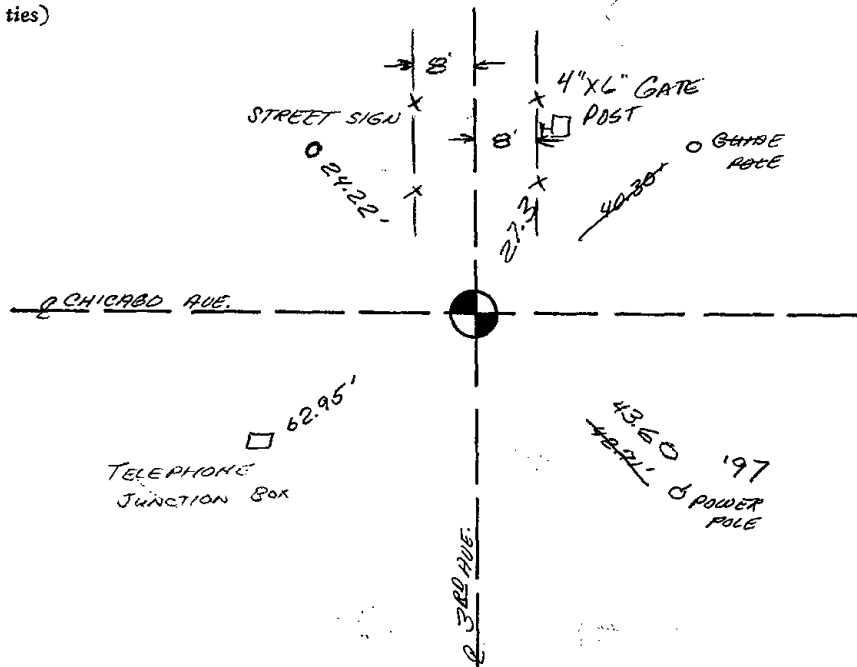 ties)
8'
4"X6" GATE
POST
STREET SIGN
8'
GUIDE
POLE
24.22'
27.3
40.30
℄ CHICAGO AVE.
62.95'
43.60
'97
TELEPHONE
JUNCTION BOX
POWER
POLE
℄ 3RD AVE.